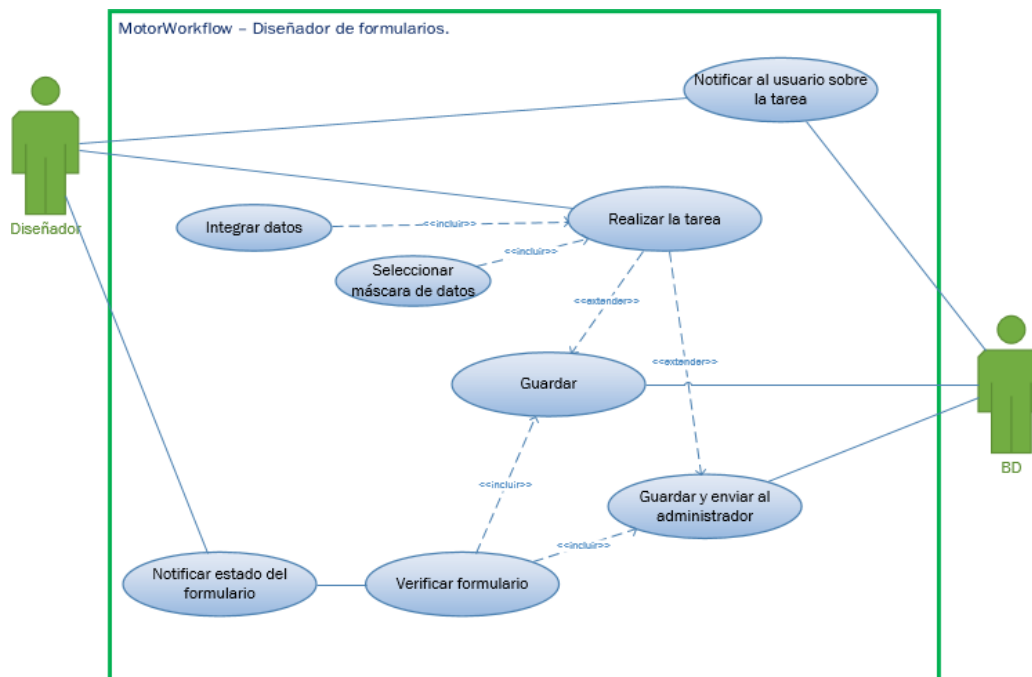 MotorWorkflow – Diseñador de formularios.
Notificar al usuario sobre
la tarea
Diseñador
Integrar datos
<<incluir>>
Realizar la tarea
<<incluir>>
Seleccionar
máscara de datos
<<extender>>
<<extender>>
Guardar
BD
<<incluir>>
Guardar y enviar al
administrador
<<incluir>>
Notificar estado del
formulario
Verificar formulario